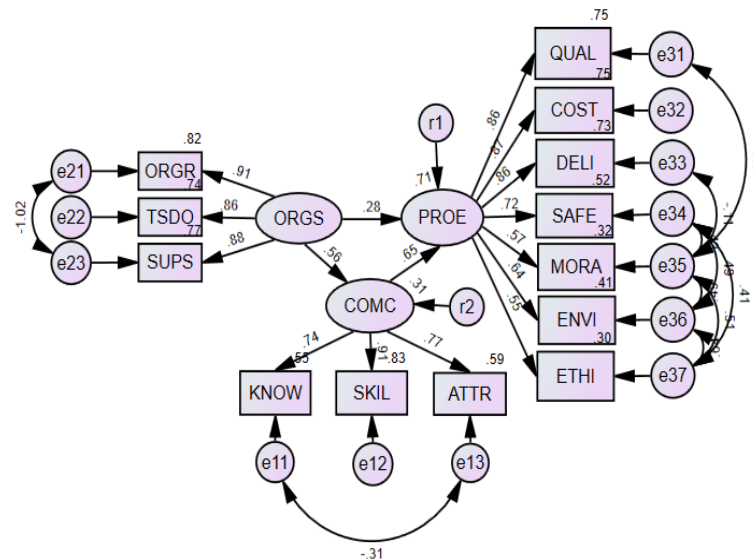 .75
QUAL
e31
.75
.86
COST
e32
.73
.87
r1
DELI
e33
.52
.86
.82
e21
ORGR
.91
.74
.71
e22
TSDO
.86
ORGS
.28
PROE
.72
SAFE
e34
.32
-1.02
.77
e23
SUPS
.88
.57
MORA
e35
.41
.49
.41
.56
.65
.64
ENVI
e36
.30
.51
.31
COMC
r2
.55
ETHI
e37
.74
.91
.77
.55
.83
.59
KNOW
SKIL
ATTR
e11
e12
e13
-.31